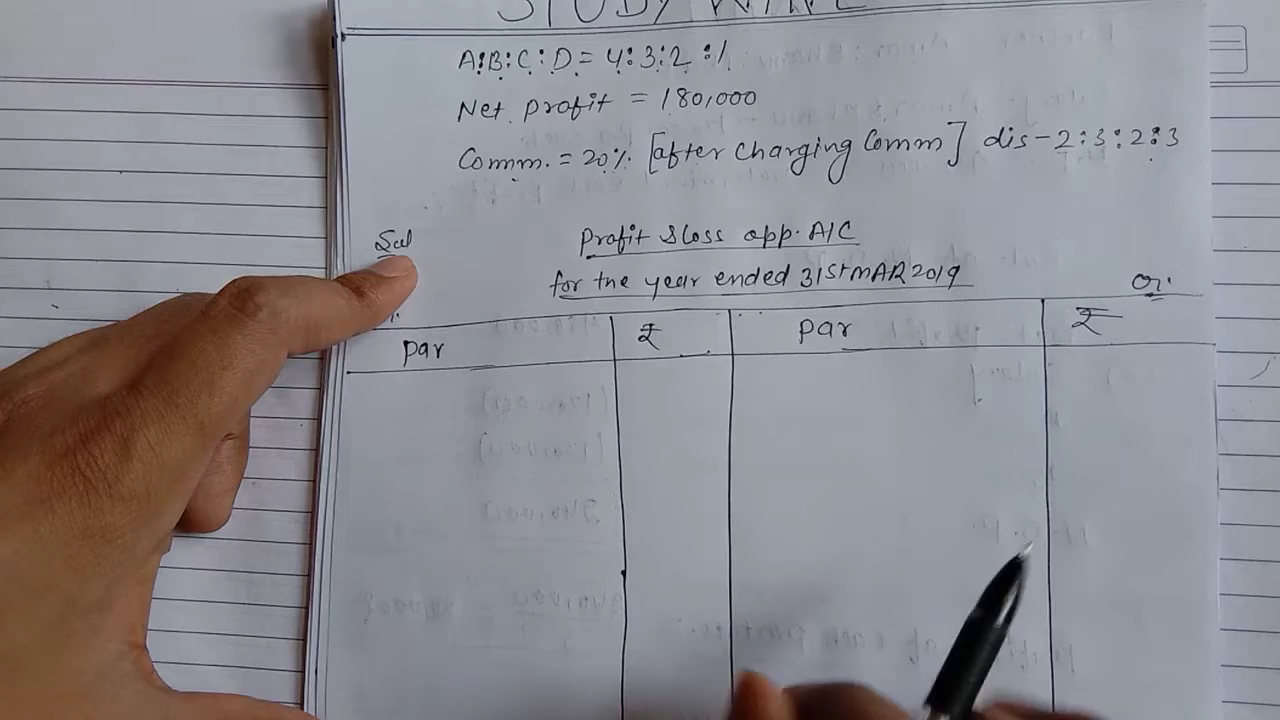 A:B:C:D = 4:3:2:1
Net profit = 180,000
Comm. = 20% [after charging Comm] dis - 2:3:2:3
Sol
Profit & loss app. A/C
for the year ended 31st MAR 2019
Cr.
par ₹ par ₹